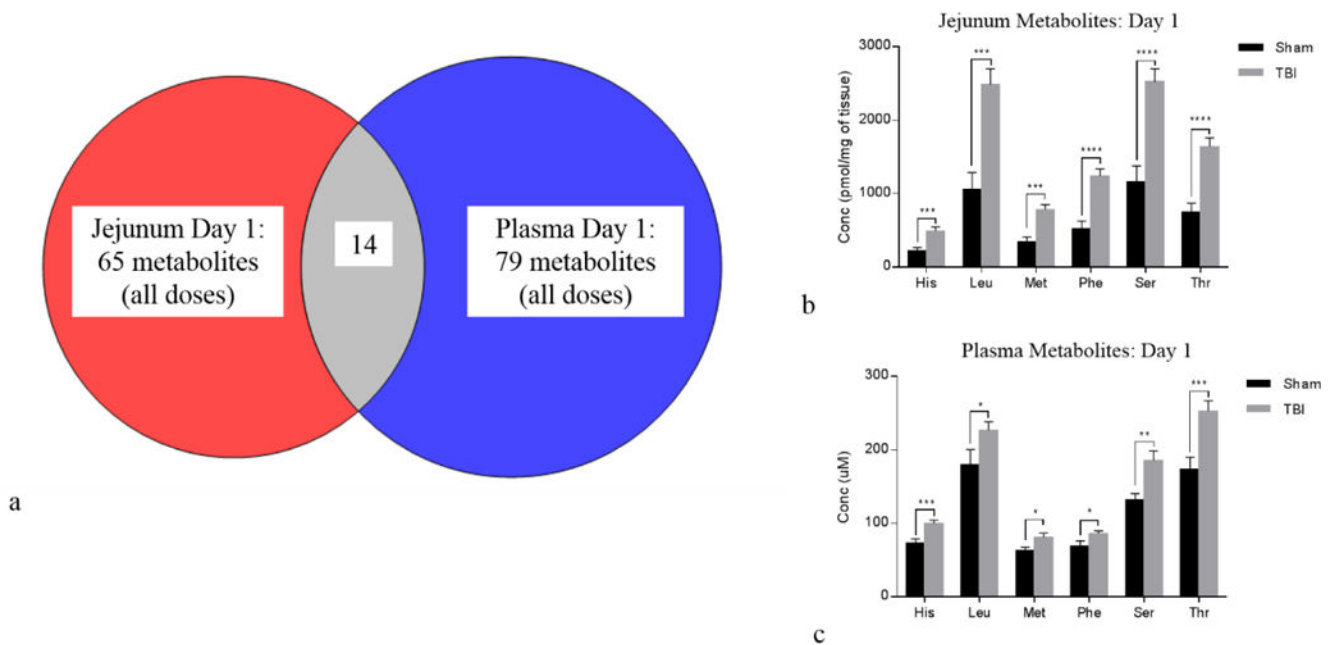 Jejunum Day 1:
65 metabolites
(all doses)
14
Plasma Day 1:
79 metabolites
(all doses)
a
Jejunum Metabolites: Day 1
Conc (pmol/mg of tissue)
3000
2000
1000
0
***
***
***
****
****
****
His Leu Met Phe Ser Thr
Sham
TBI
b
Plasma Metabolites: Day 1
Conc (uM)
300
200
100
0
***
*
*
*
**
***
His Leu Met Phe Ser Thr
Sham
TBI
c